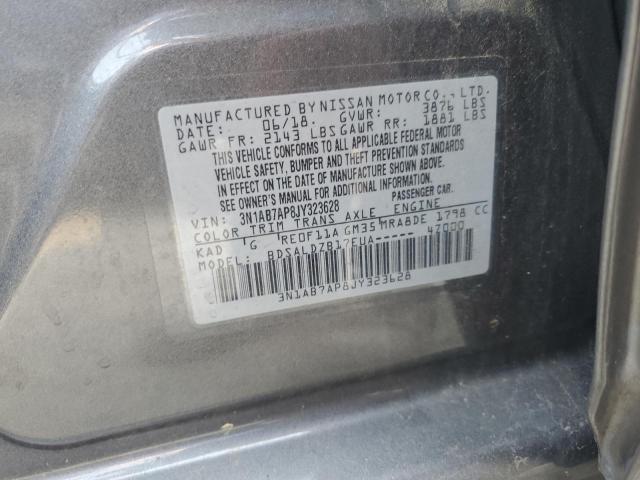 MANUFACTURED BY NISSAN MOTOR CO., LTD.
DATE: 06/18. GVWR: 3876 LBS
GAWR FR: 2143 LBS GAWR RR: 1881 LBS
THIS VEHICLE CONFORMS TO ALL APPLICABLE FEDERAL MOTOR
VEHICLE SAFETY, BUMPER AND THEFT PREVENTION STANDARDS
IN EFFECT ON THE DATE OF MANUFACTURE SHOWN ABOVE.
SEE OWNER'S MANUAL FOR ADDITIONAL INFORMATION.
VIN: 3N1AB7AP8JY323628 PASSENGER CAR.
COLOR TRIM TRANS AXLE ENGINE
KAD G RE0F11A GM35 MRA8DE 1798 CC
MODEL: BDSALDZB17EUA----- 47000
3N1AB7AP8JY323628